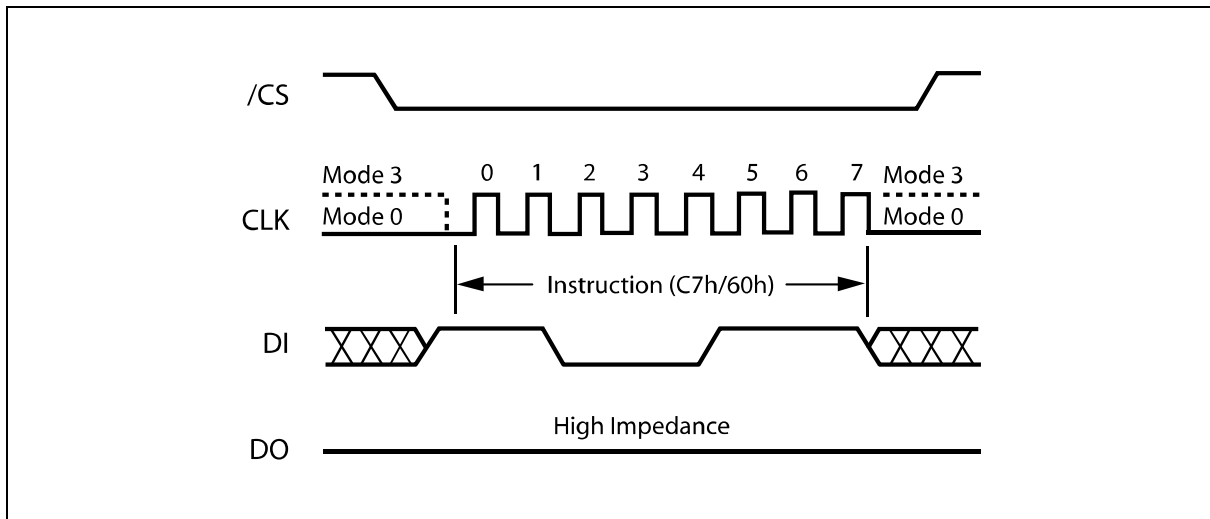 /CS
Mode 3 0 1 2 3 4 5 6 7 Mode 3
CLK Mode 0 Mode 0
Instruction (C7h/60h)
DI
High Impedance
DO